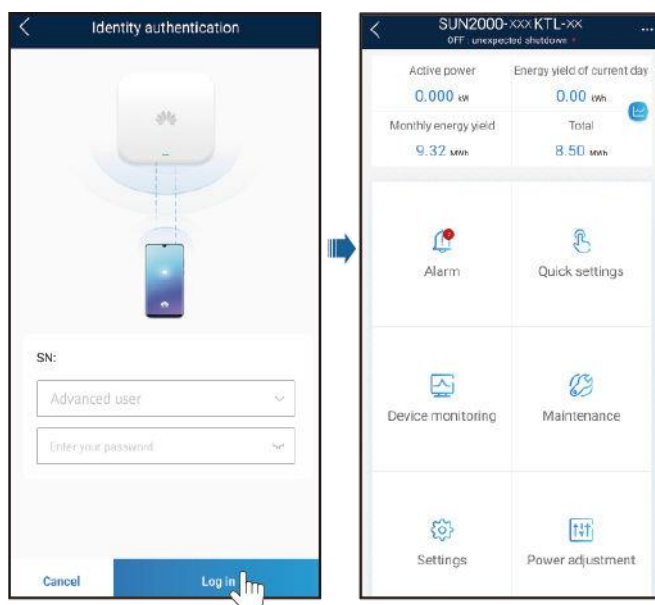 Identity authentication
SN:
Advanced user
Enter your password
Cancel
Log in
SUN2000-xxxKTL-xx
OFF : unexpected shutdown
...
Active power
Energy yield of current day
0.000 kW
0.00 kWh
Monthly energy yield
Total
9.32 MWh
8.50 MWh
Alarm
Quick settings
Device monitoring
Maintenance
Settings
Power adjustment